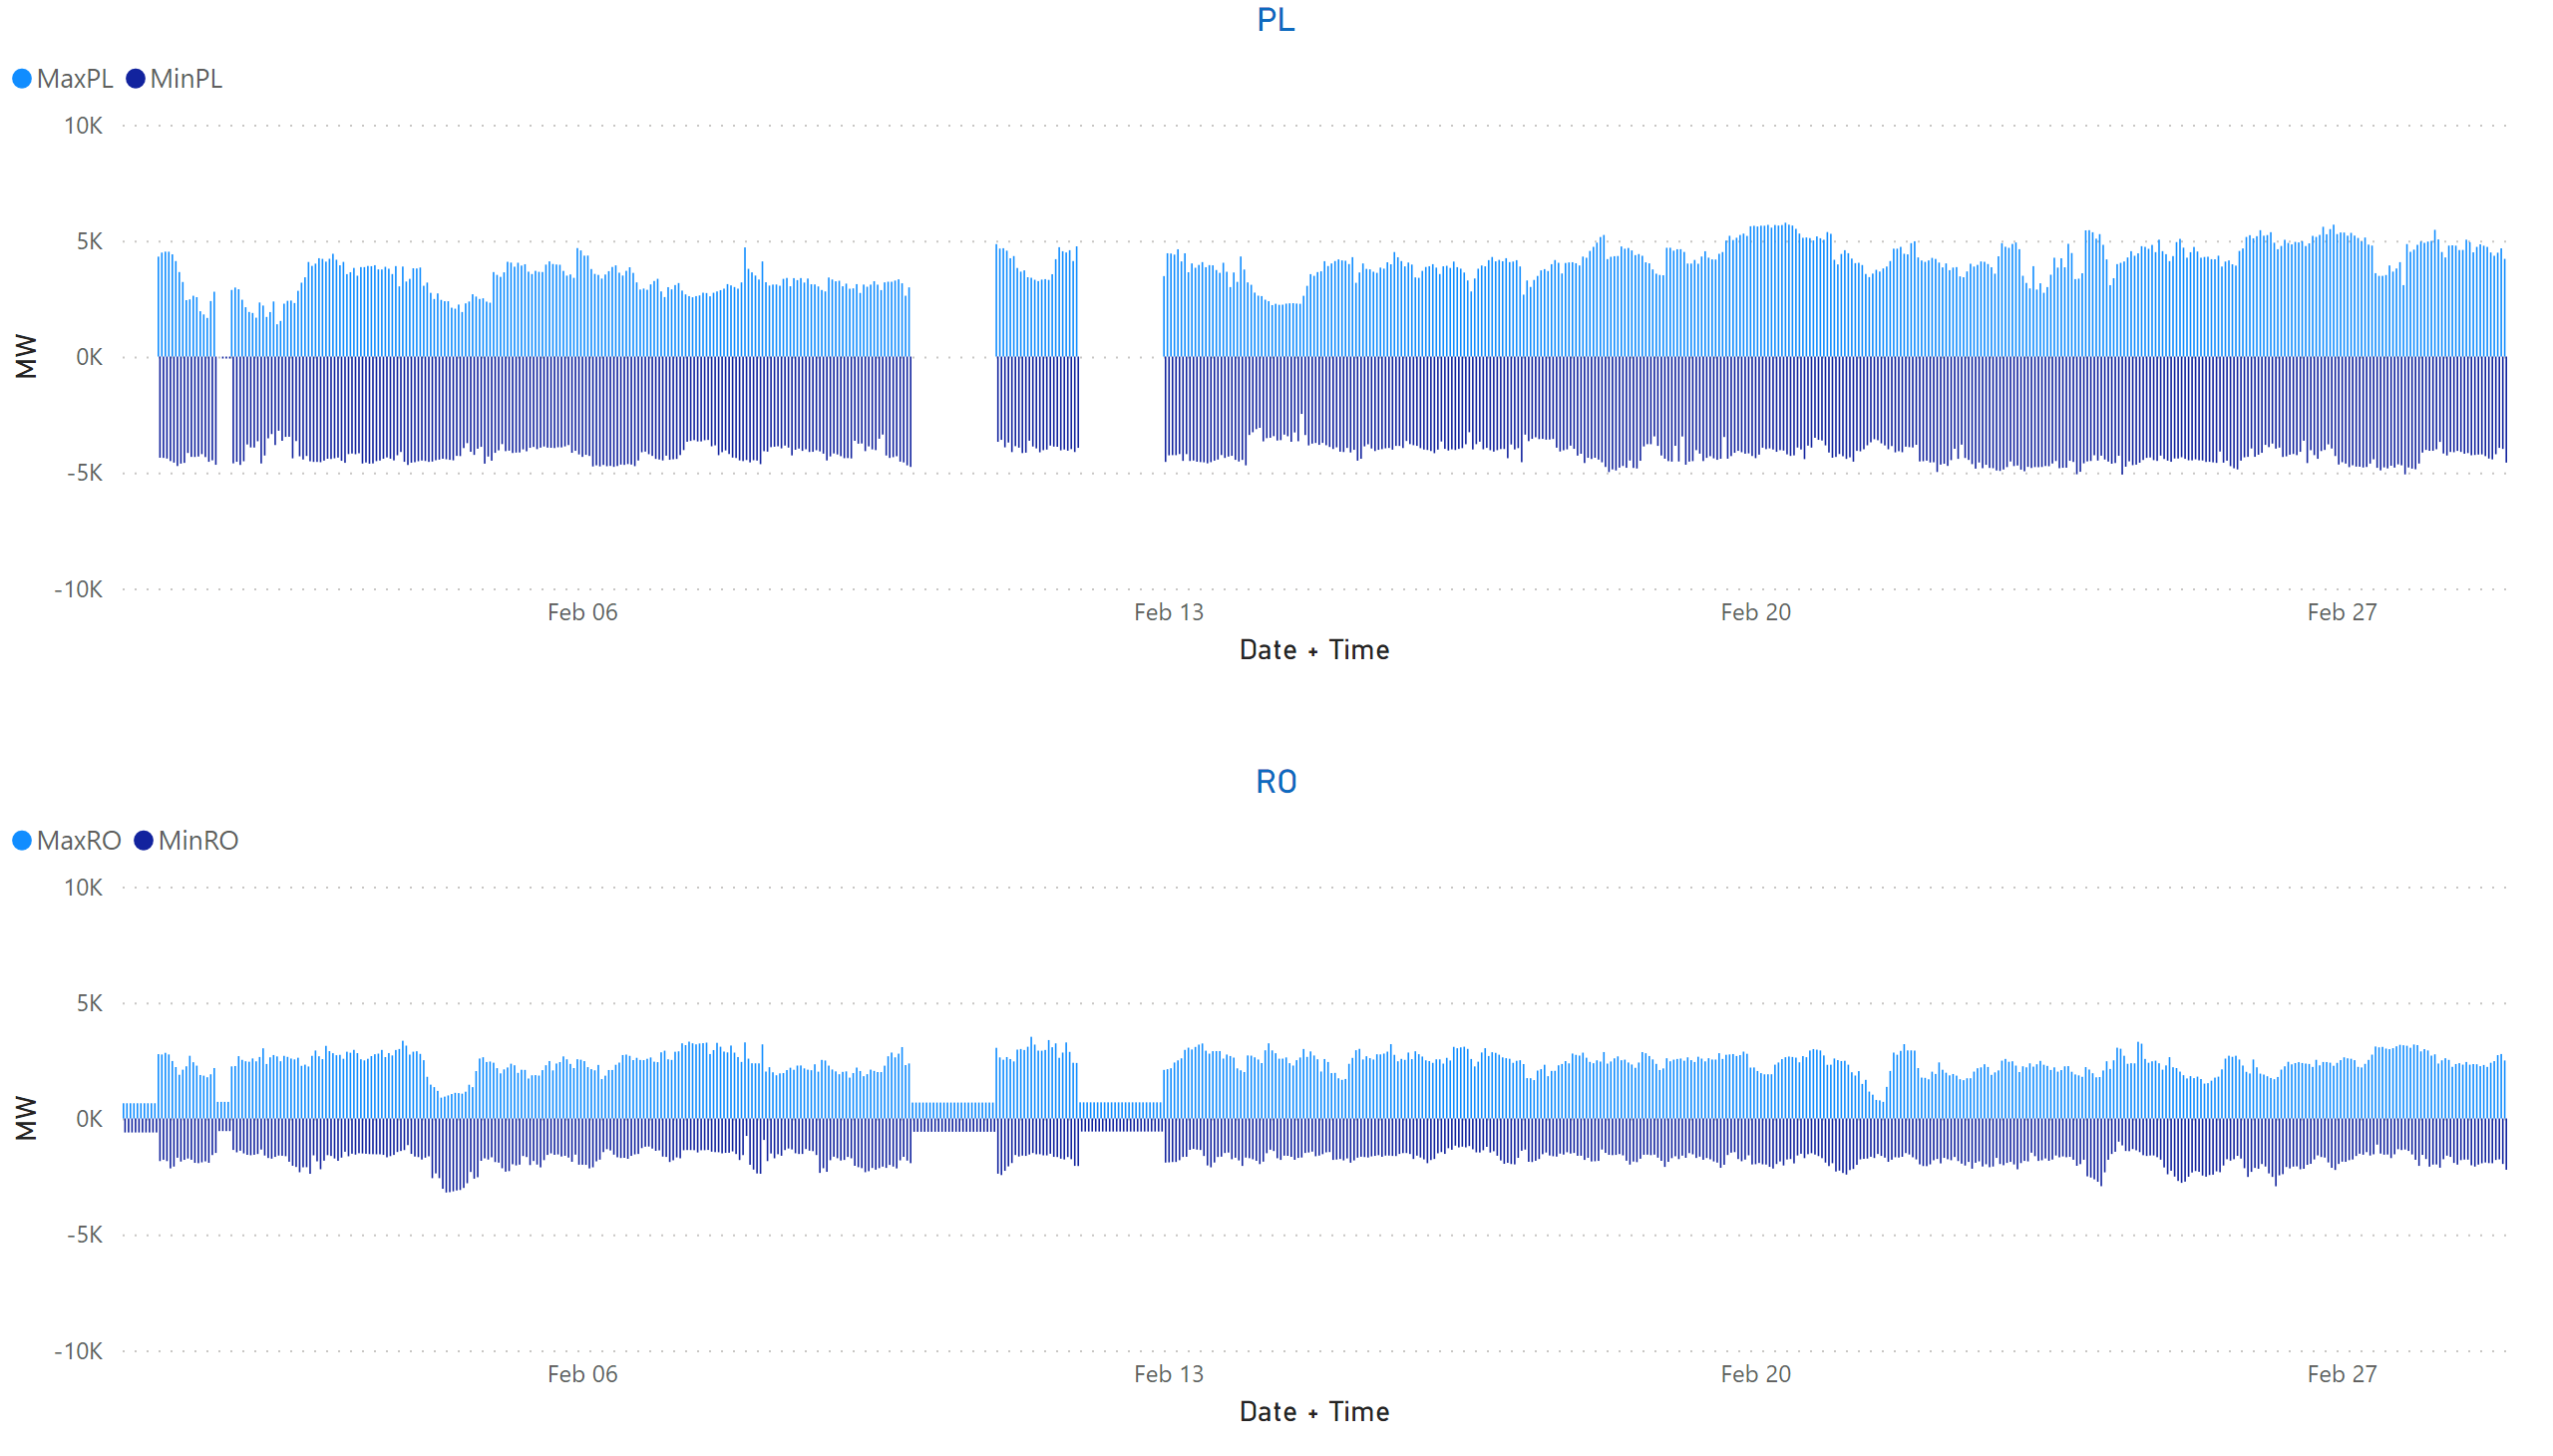 PL
MaxPL MinPL
10K
5K
0K
-5K
-10K
MW
Feb 06 Feb 13 Feb 20 Feb 27
Date + Time
RO
MaxRO MinRO
10K
5K
0K
-5K
-10K
MW
Feb 06 Feb 13 Feb 20 Feb 27
Date + Time